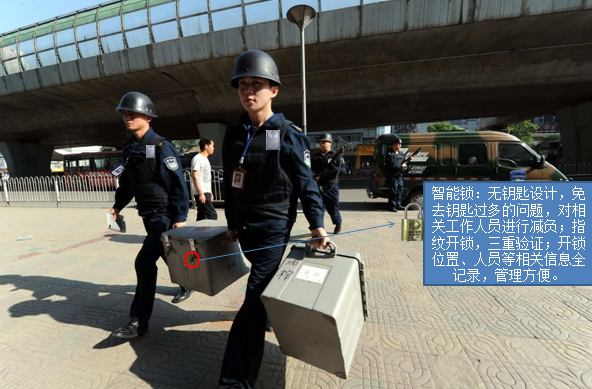 智能锁：无钥匙设计，免
去钥匙过多的问题，对相
关工作人员进行减负；指
纹开锁，三重验证；开锁
位置、人员等相关信息全
记录，管理方便。